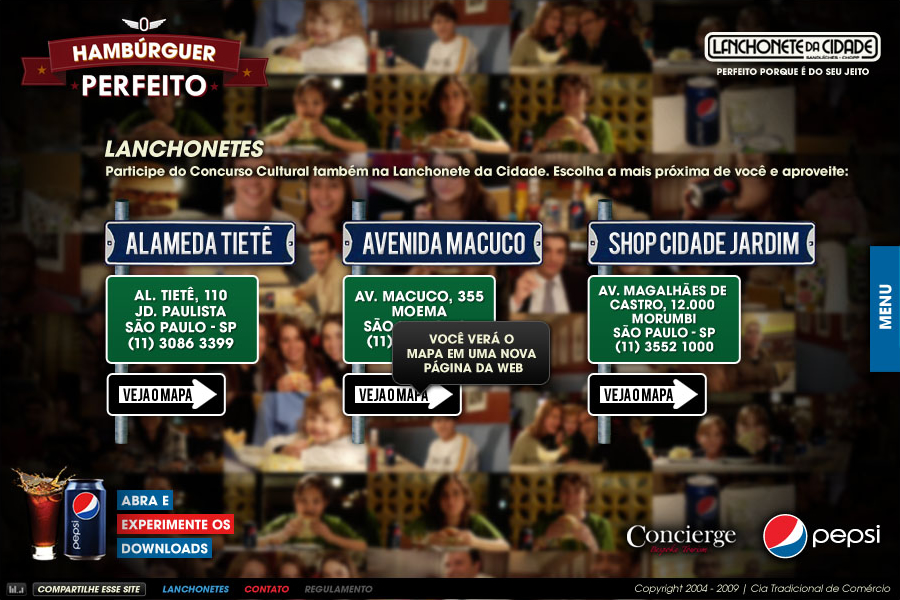 O
HAMBÚRGUER
PERFEITO
LANCHONETE DA CIDADE
SANDUÍCHES - CHOPP
PERFEITO PORQUE É DO SEU JEITO
LANCHONETES
Participe do Concurso Cultural também na Lanchonete da Cidade. Escolha a mais próxima de você e aproveite:
ALAMEDA TIETÊ
AL. TIETÊ, 110
JD. PAULISTA
SÃO PAULO - SP
(11) 3086 3399
VEJA O MAPA
AVENIDA MACUCO
AV. MACUCO, 355
MOEMA
SÃO
(11)
VOCÊ VERÁ O
MAPA EM UMA NOVA
PÁGINA DA WEB
VEJA O MAPA
SHOP CIDADE JARDIM
AV. MAGALHÃES DE
CASTRO, 12.000
MORUMBI
SÃO PAULO - SP
(11) 3552 1000
VEJA O MAPA
MENU
pepsi
ABRA E
EXPERIMENTE OS
DOWNLOADS
Concierge
pepsi
COMPARTILHE ESSE SITE
LANCHONETES
CONTATO
REGULAMENTO
Copyright 2004 - 2009 | Cia Tradicional de Comércio